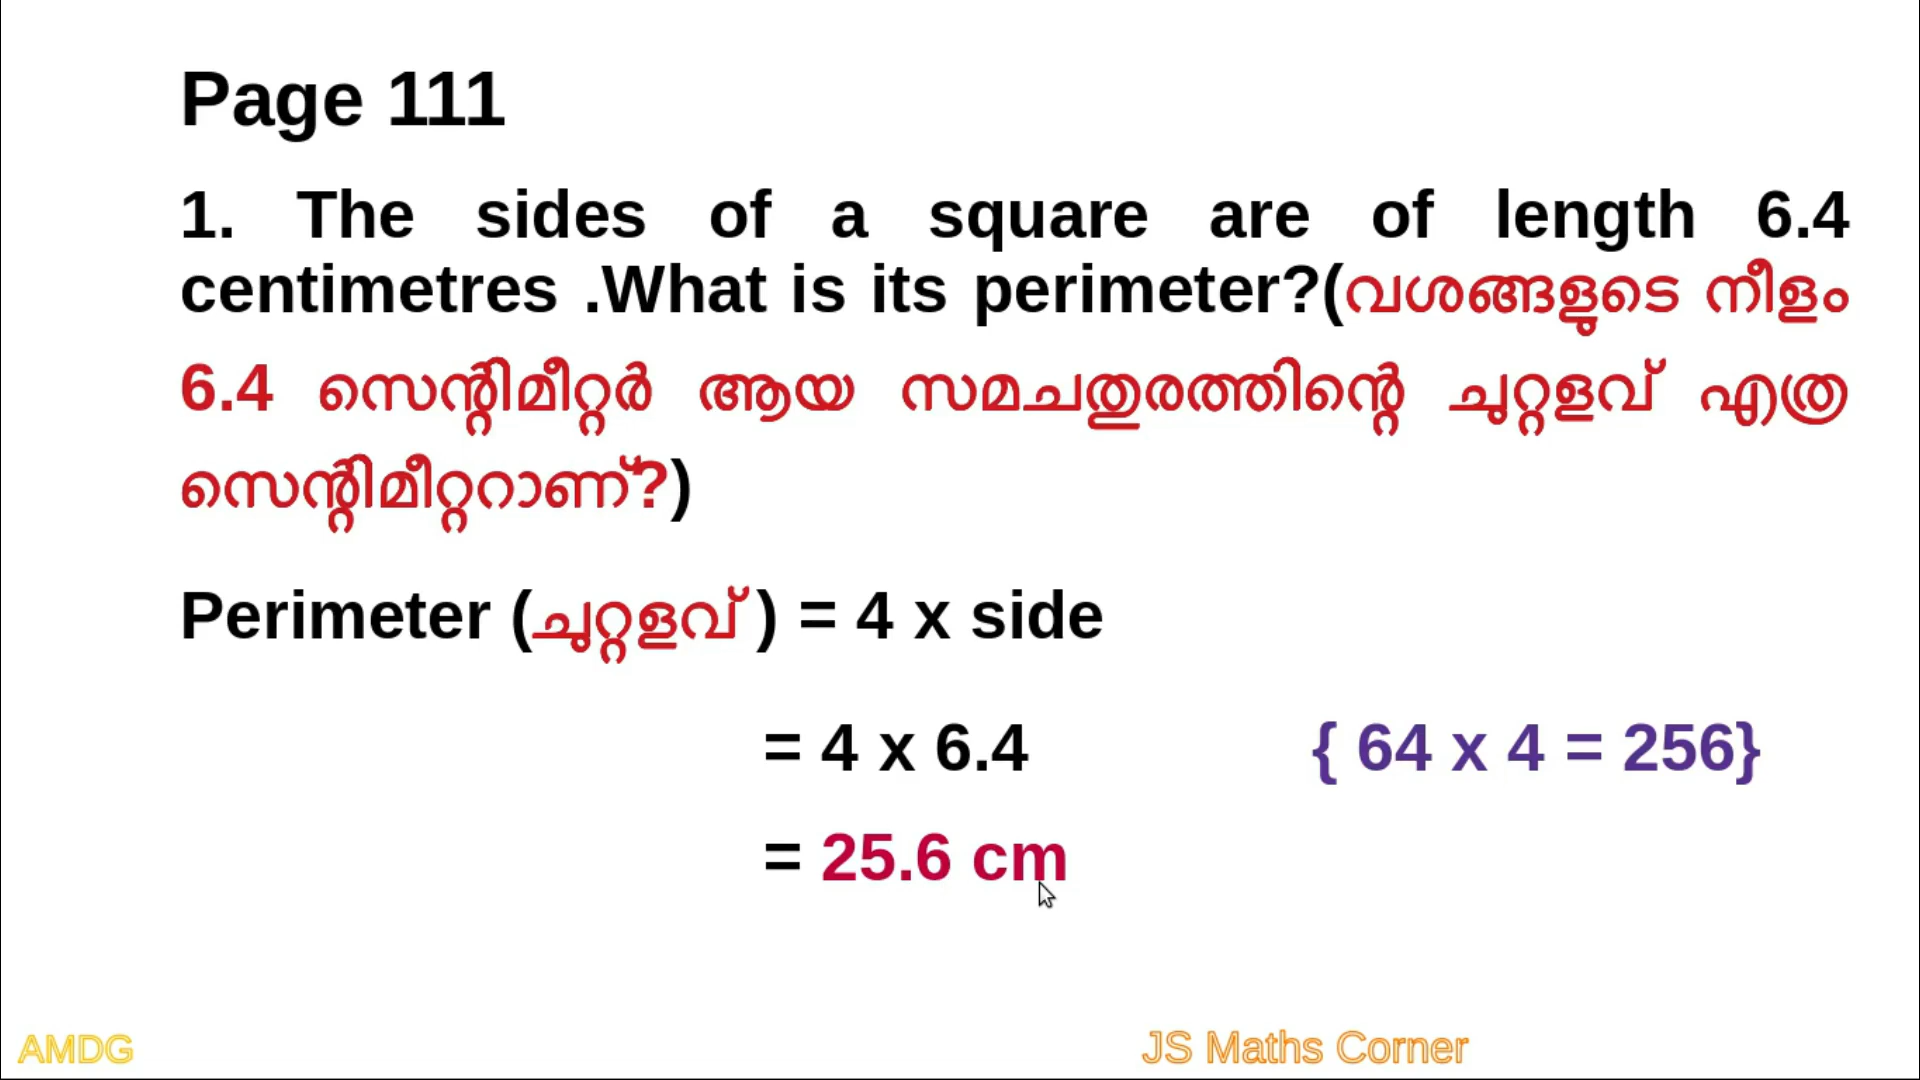 Page 111
1. The sides of a square are of length 6.4
centimetres .What is its perimeter?(വശങ്ങളുടെ നീളം
6.4 സെന്റിമീറ്റർ ആയ സമചതുരത്തിന്റെ ചുറ്റളവ് എത്ര
സെന്റിമീറ്ററാണ്?)
Perimeter (ചുറ്റളവ് ) = 4 x side
= 4 x 6.4 { 64 x 4 = 256}
= 25.6 cm
AMDG JS Maths Corner